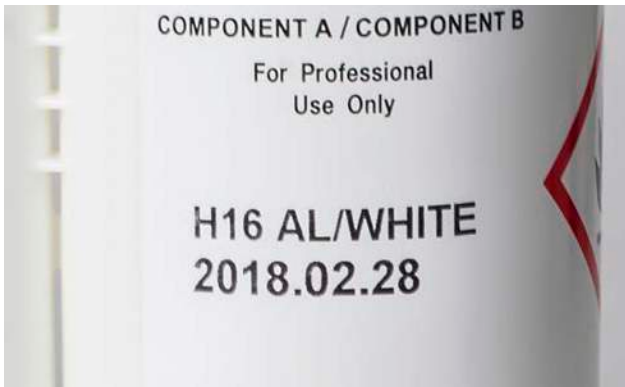 COMPONENT A / COMPONENT B
For Professional
Use Only
H16 AL/WHITE
2018.02.28